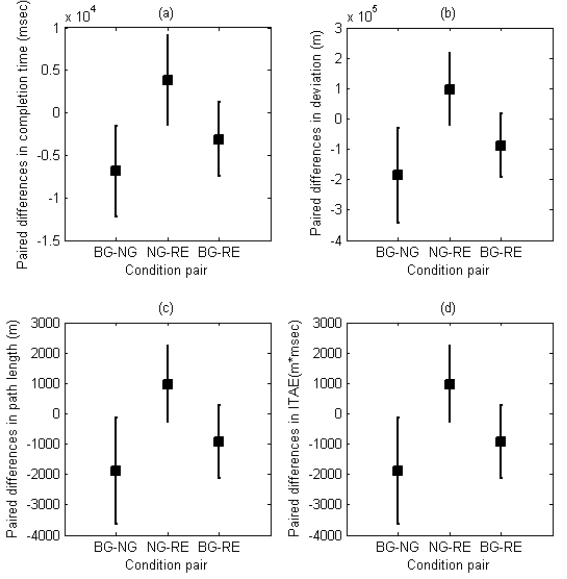 x 10^4
(a)
Paired differences in completion time (msec)
1
0.5
0
-0.5
-1
-1.5
BG-NG NG-RE BG-RE
Condition pair
x 10^5
(b)
Paired differences in deviation (m)
3
2
1
0
-1
-2
-3
-4
BG-NG NG-RE BG-RE
Condition pair
(c)
Paired differences in path length (m)
3000
2000
1000
0
-1000
-2000
-3000
-4000
BG-NG NG-RE BG-RE
Condition pair
(d)
Paired differences in ITAE(m*msec)
3000
2000
1000
0
-1000
-2000
-3000
-4000
BG-NG NG-RE BG-RE
Condition pair